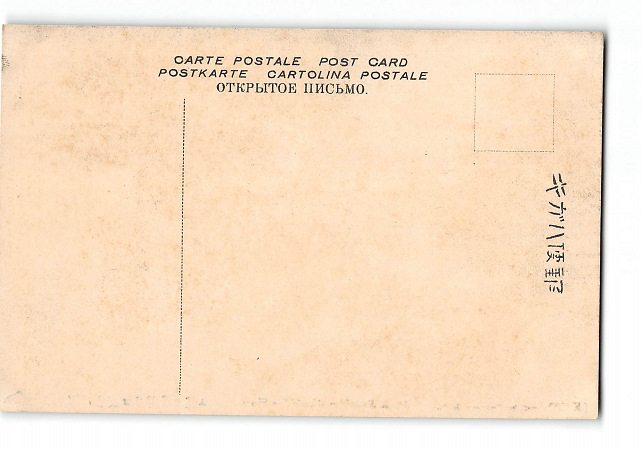 CARTE POSTALE POST CARD
POSTKARTE CARTOLINA POSTALE
ОТКРЫТОЕ ПИСЬМО.
郵便ハガキ